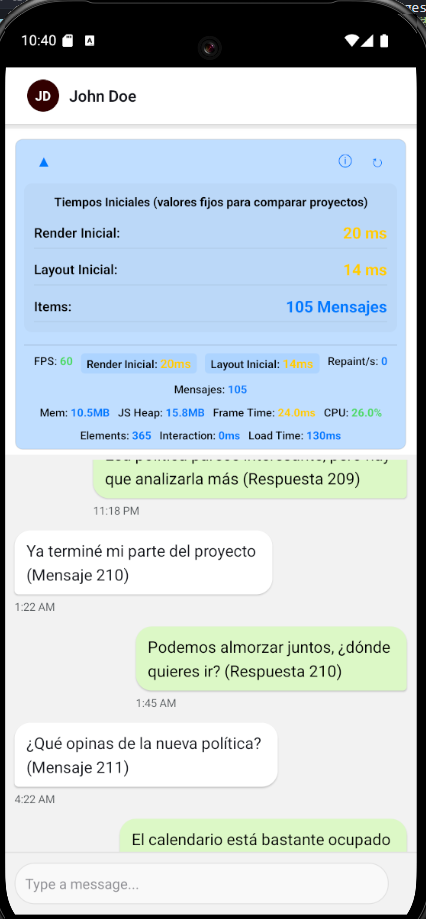 ges
10:40
A
JD John Doe
Tiempos Iniciales (valores fijos para comparar proyectos)
Render Inicial: 20 ms
Layout Inicial: 14 ms
Items: 105 Mensajes
FPS: 60 Render Inicial: 20ms Layout Inicial: 14ms Repaint/s: 0
Mensajes: 105
Mem: 10.5MB JS Heap: 15.8MB Frame Time: 24.0ms CPU: 26.0%
Elements: 365 Interaction: 0ms Load Time: 130ms
que analizarla más (Respuesta 209)
11:18 PM
Ya terminé mi parte del proyecto
(Mensaje 210)
1:22 AM
Podemos almorzar juntos, ¿dónde
quieres ir? (Respuesta 210)
1:45 AM
¿Qué opinas de la nueva política?
(Mensaje 211)
4:22 AM
El calendario está bastante ocupado
Type a message...